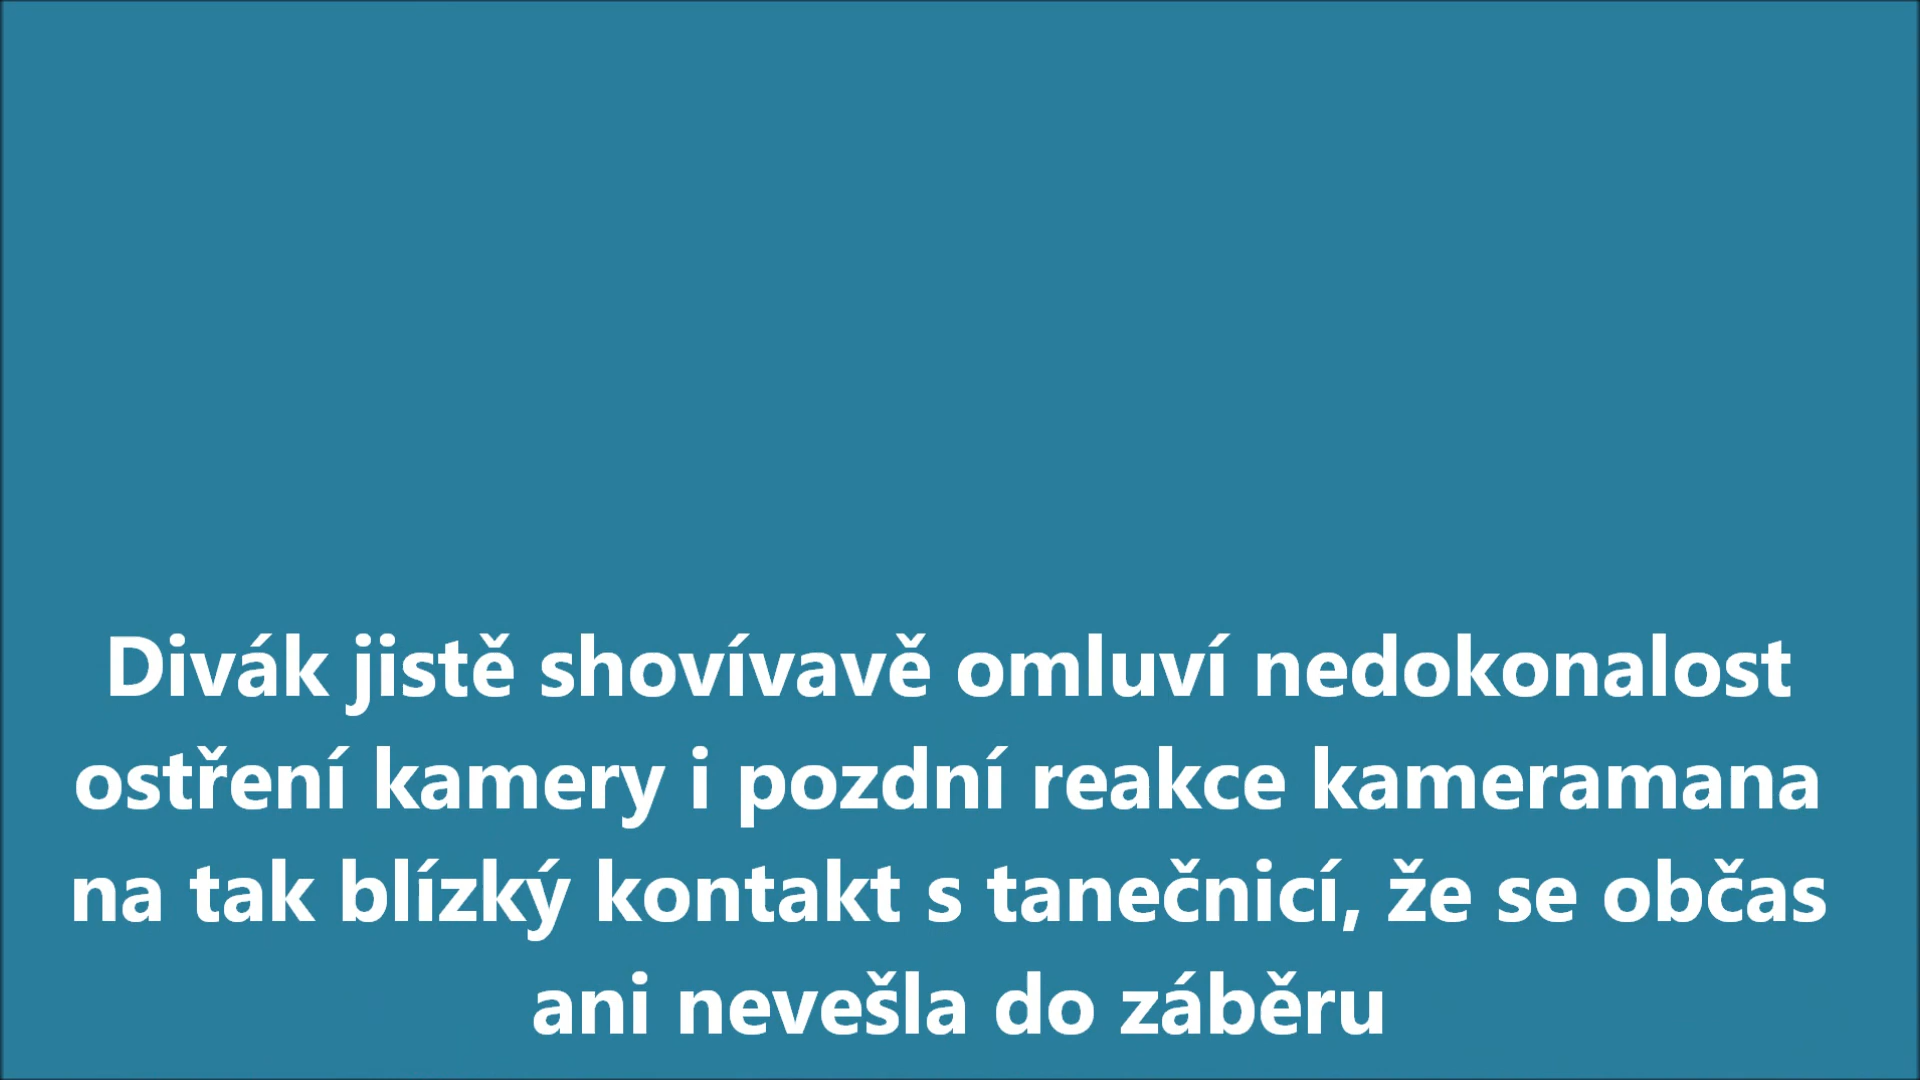 Divák jistě shovívavě omluví nedokonalost
ostření kamery i pozdní reakce kameramana
na tak blízký kontakt s tanečnicí, že se občas
ani nevešla do záběru